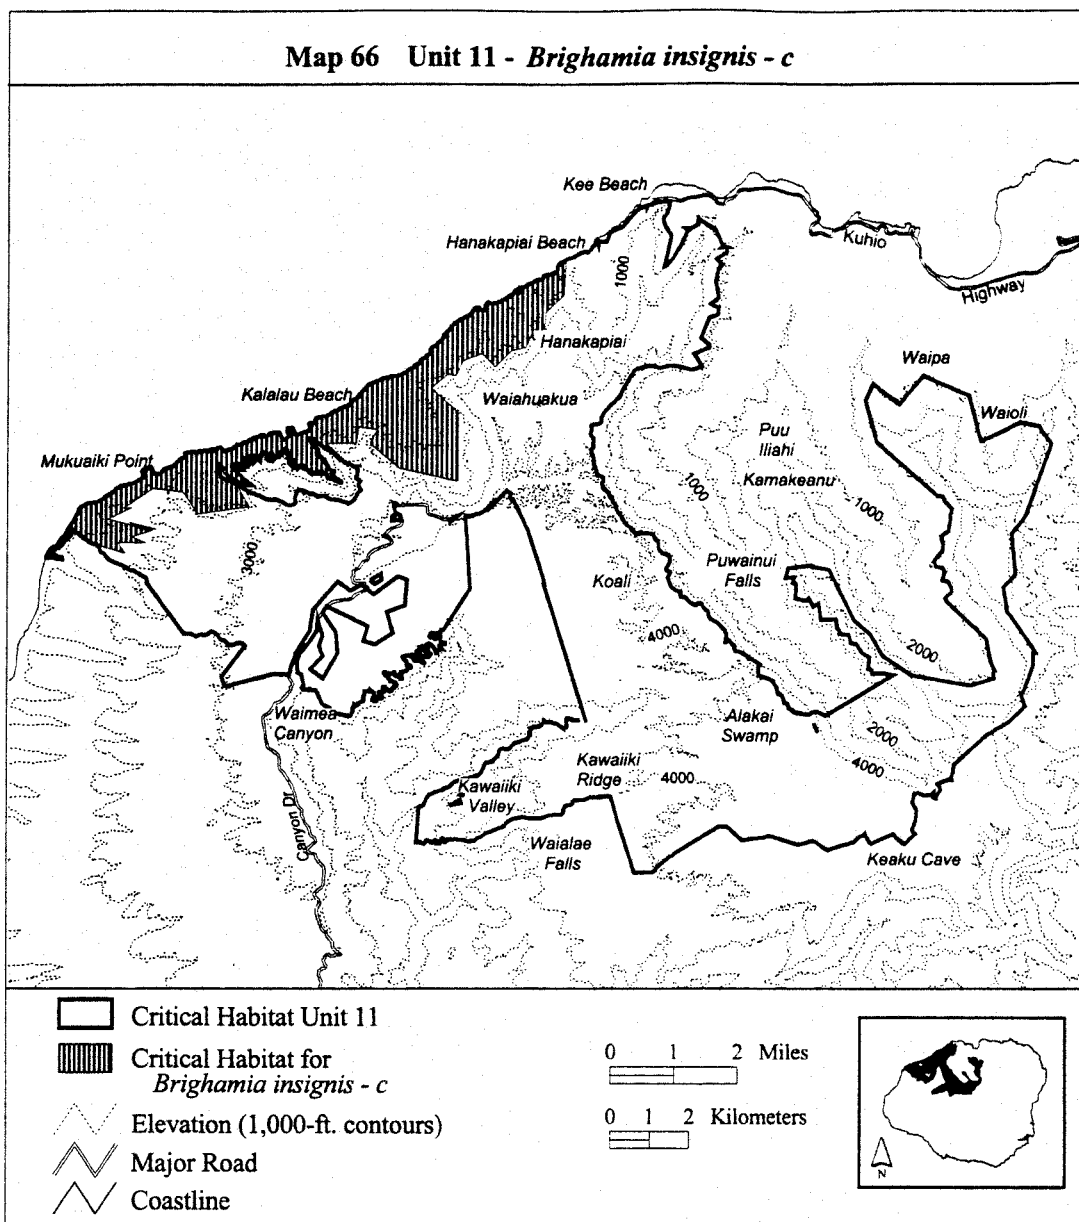 Map 66 Unit 11 - Brighamia insignis - c
Kee Beach
Hanakapiai Beach
Kuhio
Highway
1000
Hanakapiai
Waipa
Kalalau Beach
Waiahuakua
Waioli
Puu
Iliahi
Mukuaiki Point
Kamakeanu
1000
1000
3000
Koali
Puwainui
Falls
4000
2000
Waimea
Canyon
Alakai
Swamp
2000
Kawaiiki
Ridge
4000
4000
Kawaiiki
Valley
Canyon Dr
Waialae
Falls
Keaku Cave
Critical Habitat Unit 11
Critical Habitat for
Brighamia insignis - c
Elevation (1,000-ft. contours)
Major Road
Coastline
0 1 2 Miles
0 1 2 Kilometers
N